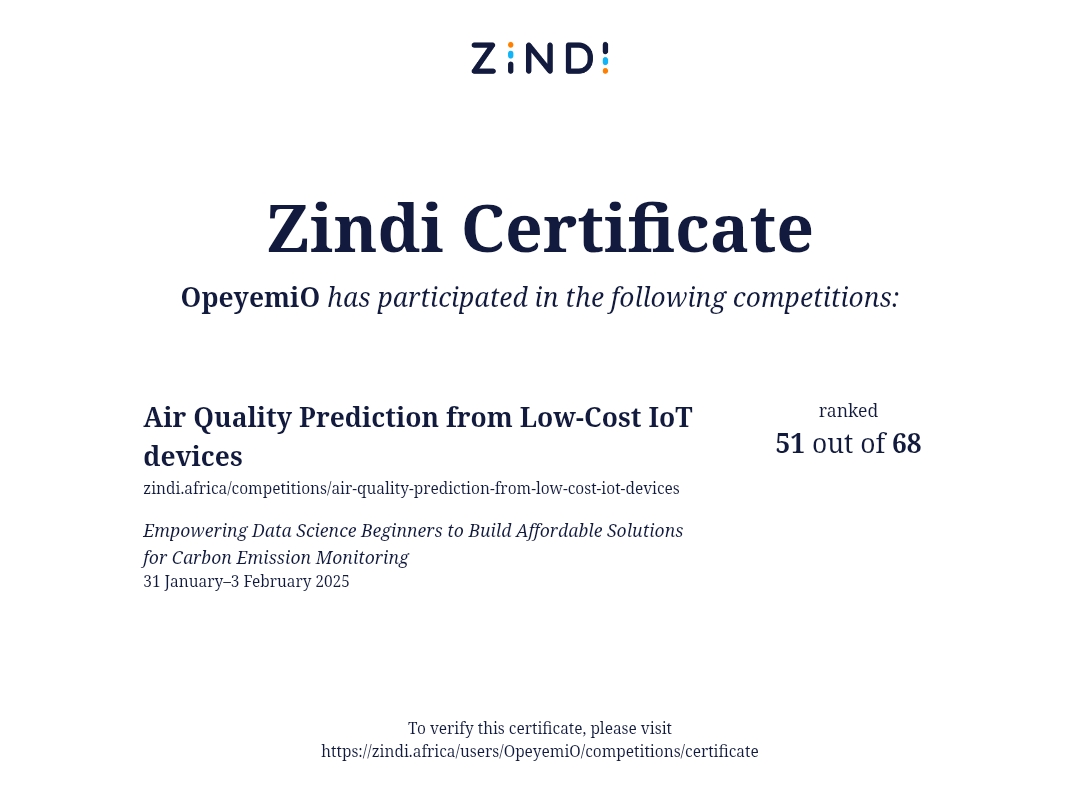 ZiNDi
Zindi Certificate
OpeyemiO has participated in the following competitions:
Air Quality Prediction from Low-Cost IoT
devices
zindi.africa/competitions/air-quality-prediction-from-low-cost-iot-devices
Empowering Data Science Beginners to Build Affordable Solutions
for Carbon Emission Monitoring
31 January–3 February 2025
ranked
51 out of 68
To verify this certificate, please visit
https://zindi.africa/users/OpeyemiO/competitions/certificate